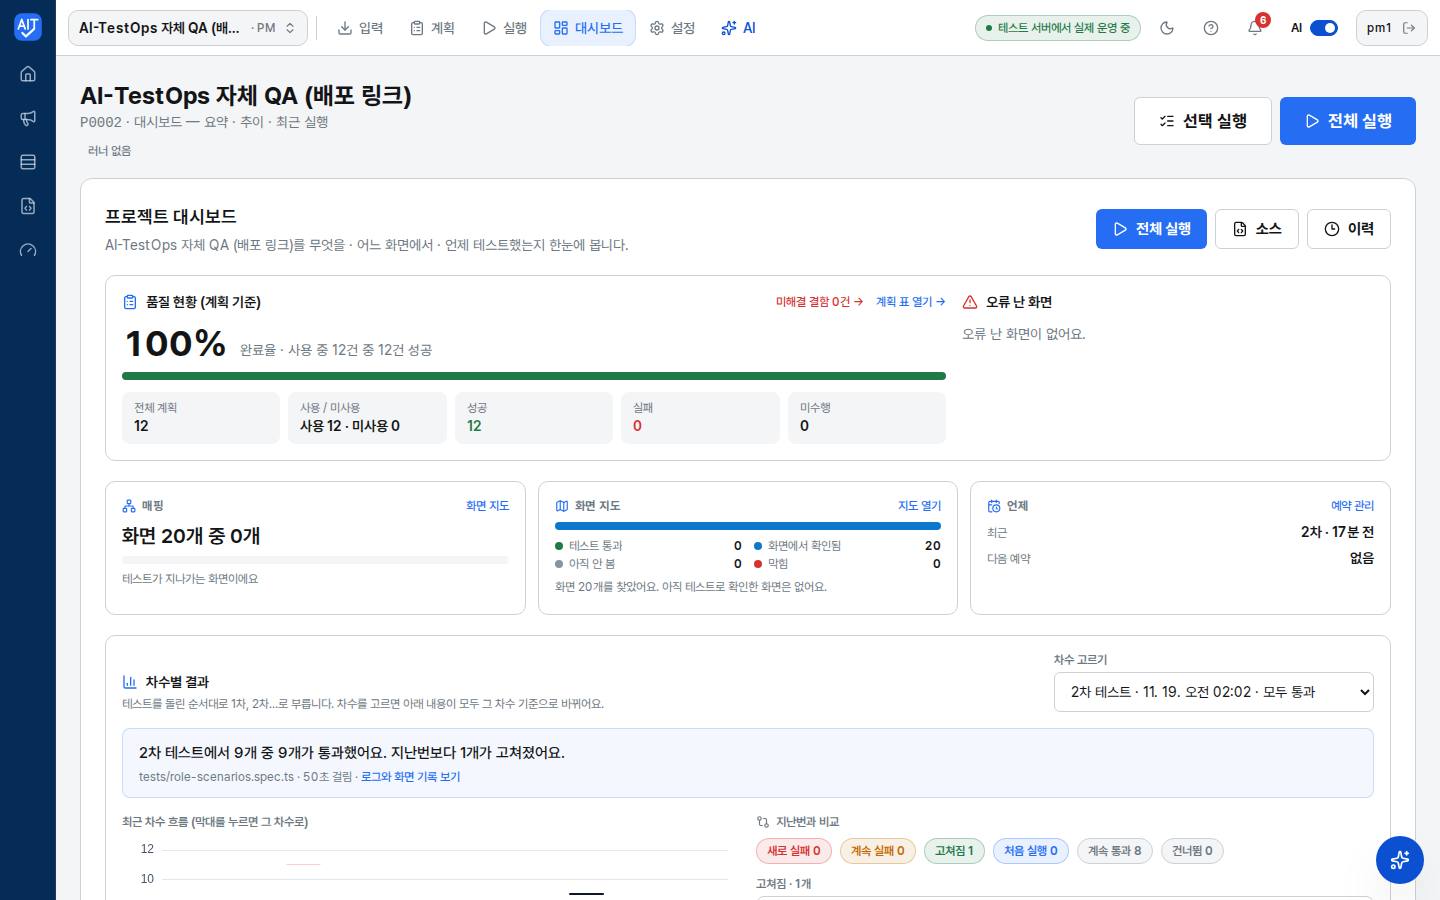 AIT
AI-TestOps 자체 QA (배... · PM
입력
계획
실행
대시보드
설정
AI
테스트 서버에서 실제 운영 중
6
AI
pm1
AI-TestOps 자체 QA (배포 링크)
P0002 · 대시보드 — 요약 · 추이 · 최근 실행
러너 없음
선택 실행
전체 실행
프로젝트 대시보드
AI-TestOps 자체 QA (배포 링크)를 무엇을 · 어느 화면에서 · 언제 테스트했는지 한눈에 봅니다.
전체 실행
소스
이력
품질 현황 (계획 기준)
미해결 결함 0건 →
계획 표 열기 →
100%
완료율 · 사용 중 12건 중 12건 성공
전체 계획
12
사용 / 미사용
사용 12 · 미사용 0
성공
12
실패
0
미수행
0
오류 난 화면
오류 난 화면이 없어요.
매핑
화면 지도
화면 20개 중 0개
테스트가 지나가는 화면이에요
화면 지도
지도 열기
테스트 통과 0
화면에서 확인됨 20
아직 안 봄 0
막힘 0
화면 20개를 찾았어요. 아직 테스트로 확인한 화면은 없어요.
언제
예약 관리
최근 2차 · 17분 전
다음 예약 없음
차수별 결과
테스트를 돌린 순서대로 1차, 2차…로 부릅니다. 차수를 고르면 아래 내용이 모두 그 차수 기준으로 바뀌어요.
차수 고르기
2차 테스트 · 11. 19. 오전 02:02 · 모두 통과
2차 테스트에서 9개 중 9개가 통과했어요. 지난번보다 1개가 고쳐졌어요.
tests/role-scenarios.spec.ts · 50초 걸림 · 로그와 화면 기록 보기
최근 차수 흐름 (막대를 누르면 그 차수로)
12
10
지난번과 비교
새로 실패 0
계속 실패 0
고쳐짐 1
처음 실행 0
계속 통과 8
건너뜀 0
고쳐짐 · 1개